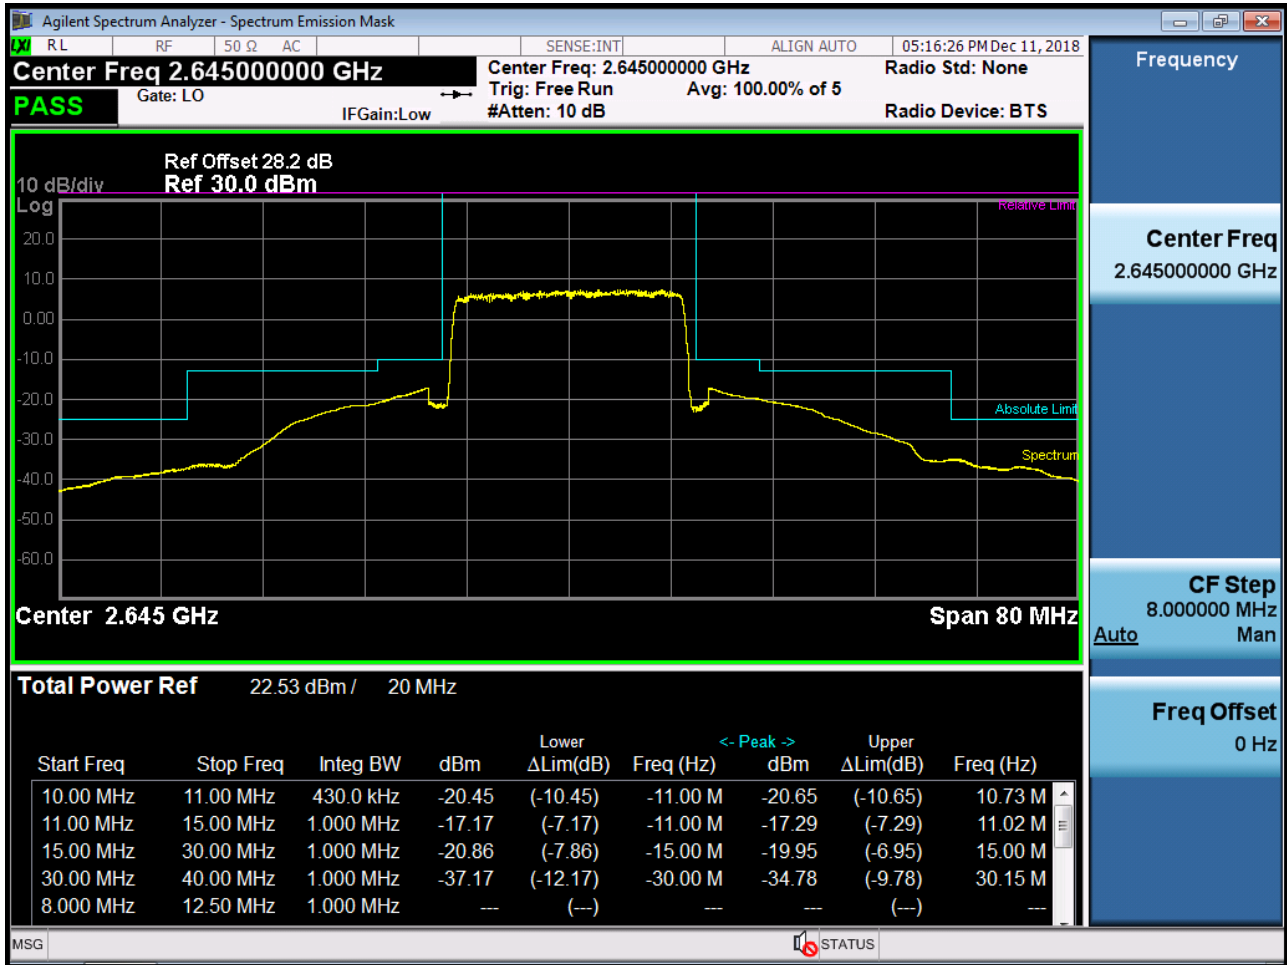 Agilent Spectrum Analyzer - Spectrum Emission Mask
LXI RL RF 50 Ω AC SENSE:INT ALIGN AUTO 05:16:26 PM Dec 11, 2018
Center Freq 2.645000000 GHz
Center Freq: 2.645000000 GHz Radio Std: None
PASS Gate: LO Trig: Free Run Avg: 100.00% of 5
IFGain:Low #Atten: 10 dB Radio Device: BTS
Ref Offset 28.2 dB
10 dB/div Ref 30.0 dBm
Log
Relative Limit
20.0
10.0
0.00
-10.0
-20.0
Absolute Limit
-30.0
Spectrum
-40.0
-50.0
-60.0
Center 2.645 GHz Span 80 MHz
Total Power Ref 22.53 dBm / 20 MHz
Lower <- Peak -> Upper
Start Freq Stop Freq Integ BW dBm ΔLim(dB) Freq (Hz) dBm ΔLim(dB) Freq (Hz)
10.00 MHz 11.00 MHz 430.0 kHz -20.45 (-10.45) -11.00 M -20.65 (-10.65) 10.73 M
11.00 MHz 15.00 MHz 1.000 MHz -17.17 (-7.17) -11.00 M -17.29 (-7.29) 11.02 M
15.00 MHz 30.00 MHz 1.000 MHz -20.86 (-7.86) -15.00 M -19.95 (-6.95) 15.00 M
30.00 MHz 40.00 MHz 1.000 MHz -37.17 (-12.17) -30.00 M -34.78 (-9.78) 30.15 M
8.000 MHz 12.50 MHz 1.000 MHz --- (---) --- --- (---) ---
MSG STATUS
Frequency
Center Freq
2.645000000 GHz
CF Step
8.000000 MHz
Auto Man
Freq Offset
0 Hz